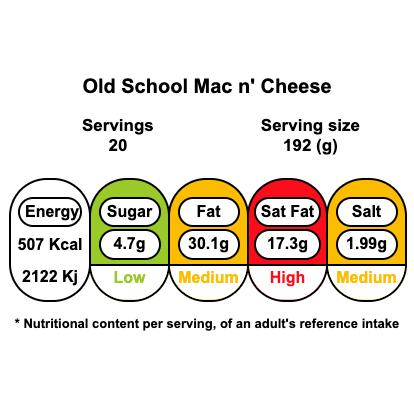 Old School Mac n' Cheese
Servings
20
Serving size
192 (g)
Energy
507 Kcal
2122 Kj
Sugar
4.7g
Low
Fat
30.1g
Medium
Sat Fat
17.3g
High
Salt
1.99g
Medium
* Nutritional content per serving, of an adult's reference intake